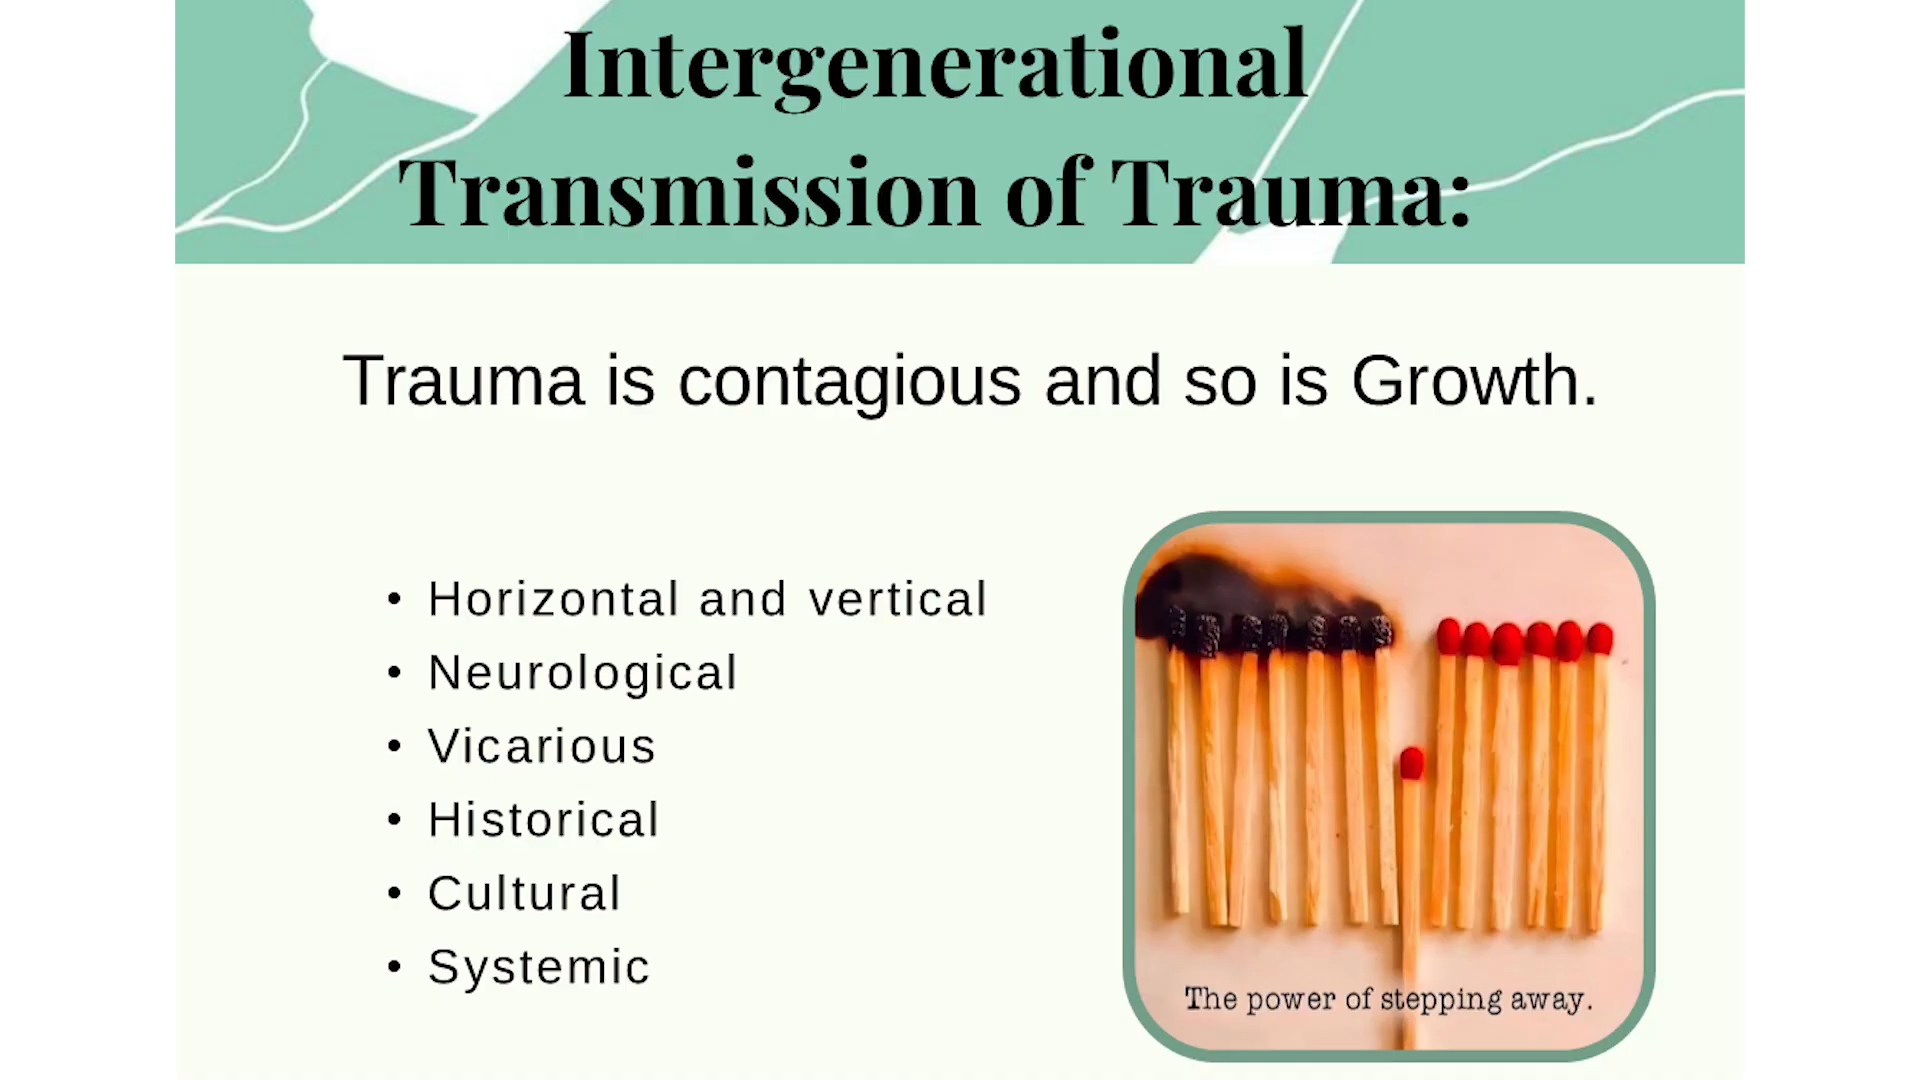 Intergenerational
Transmission of Trauma:
Trauma is contagious and so is Growth.
• Horizontal and vertical
• Neurological
• Vicarious
• Historical
• Cultural
• Systemic
The power of stepping away.